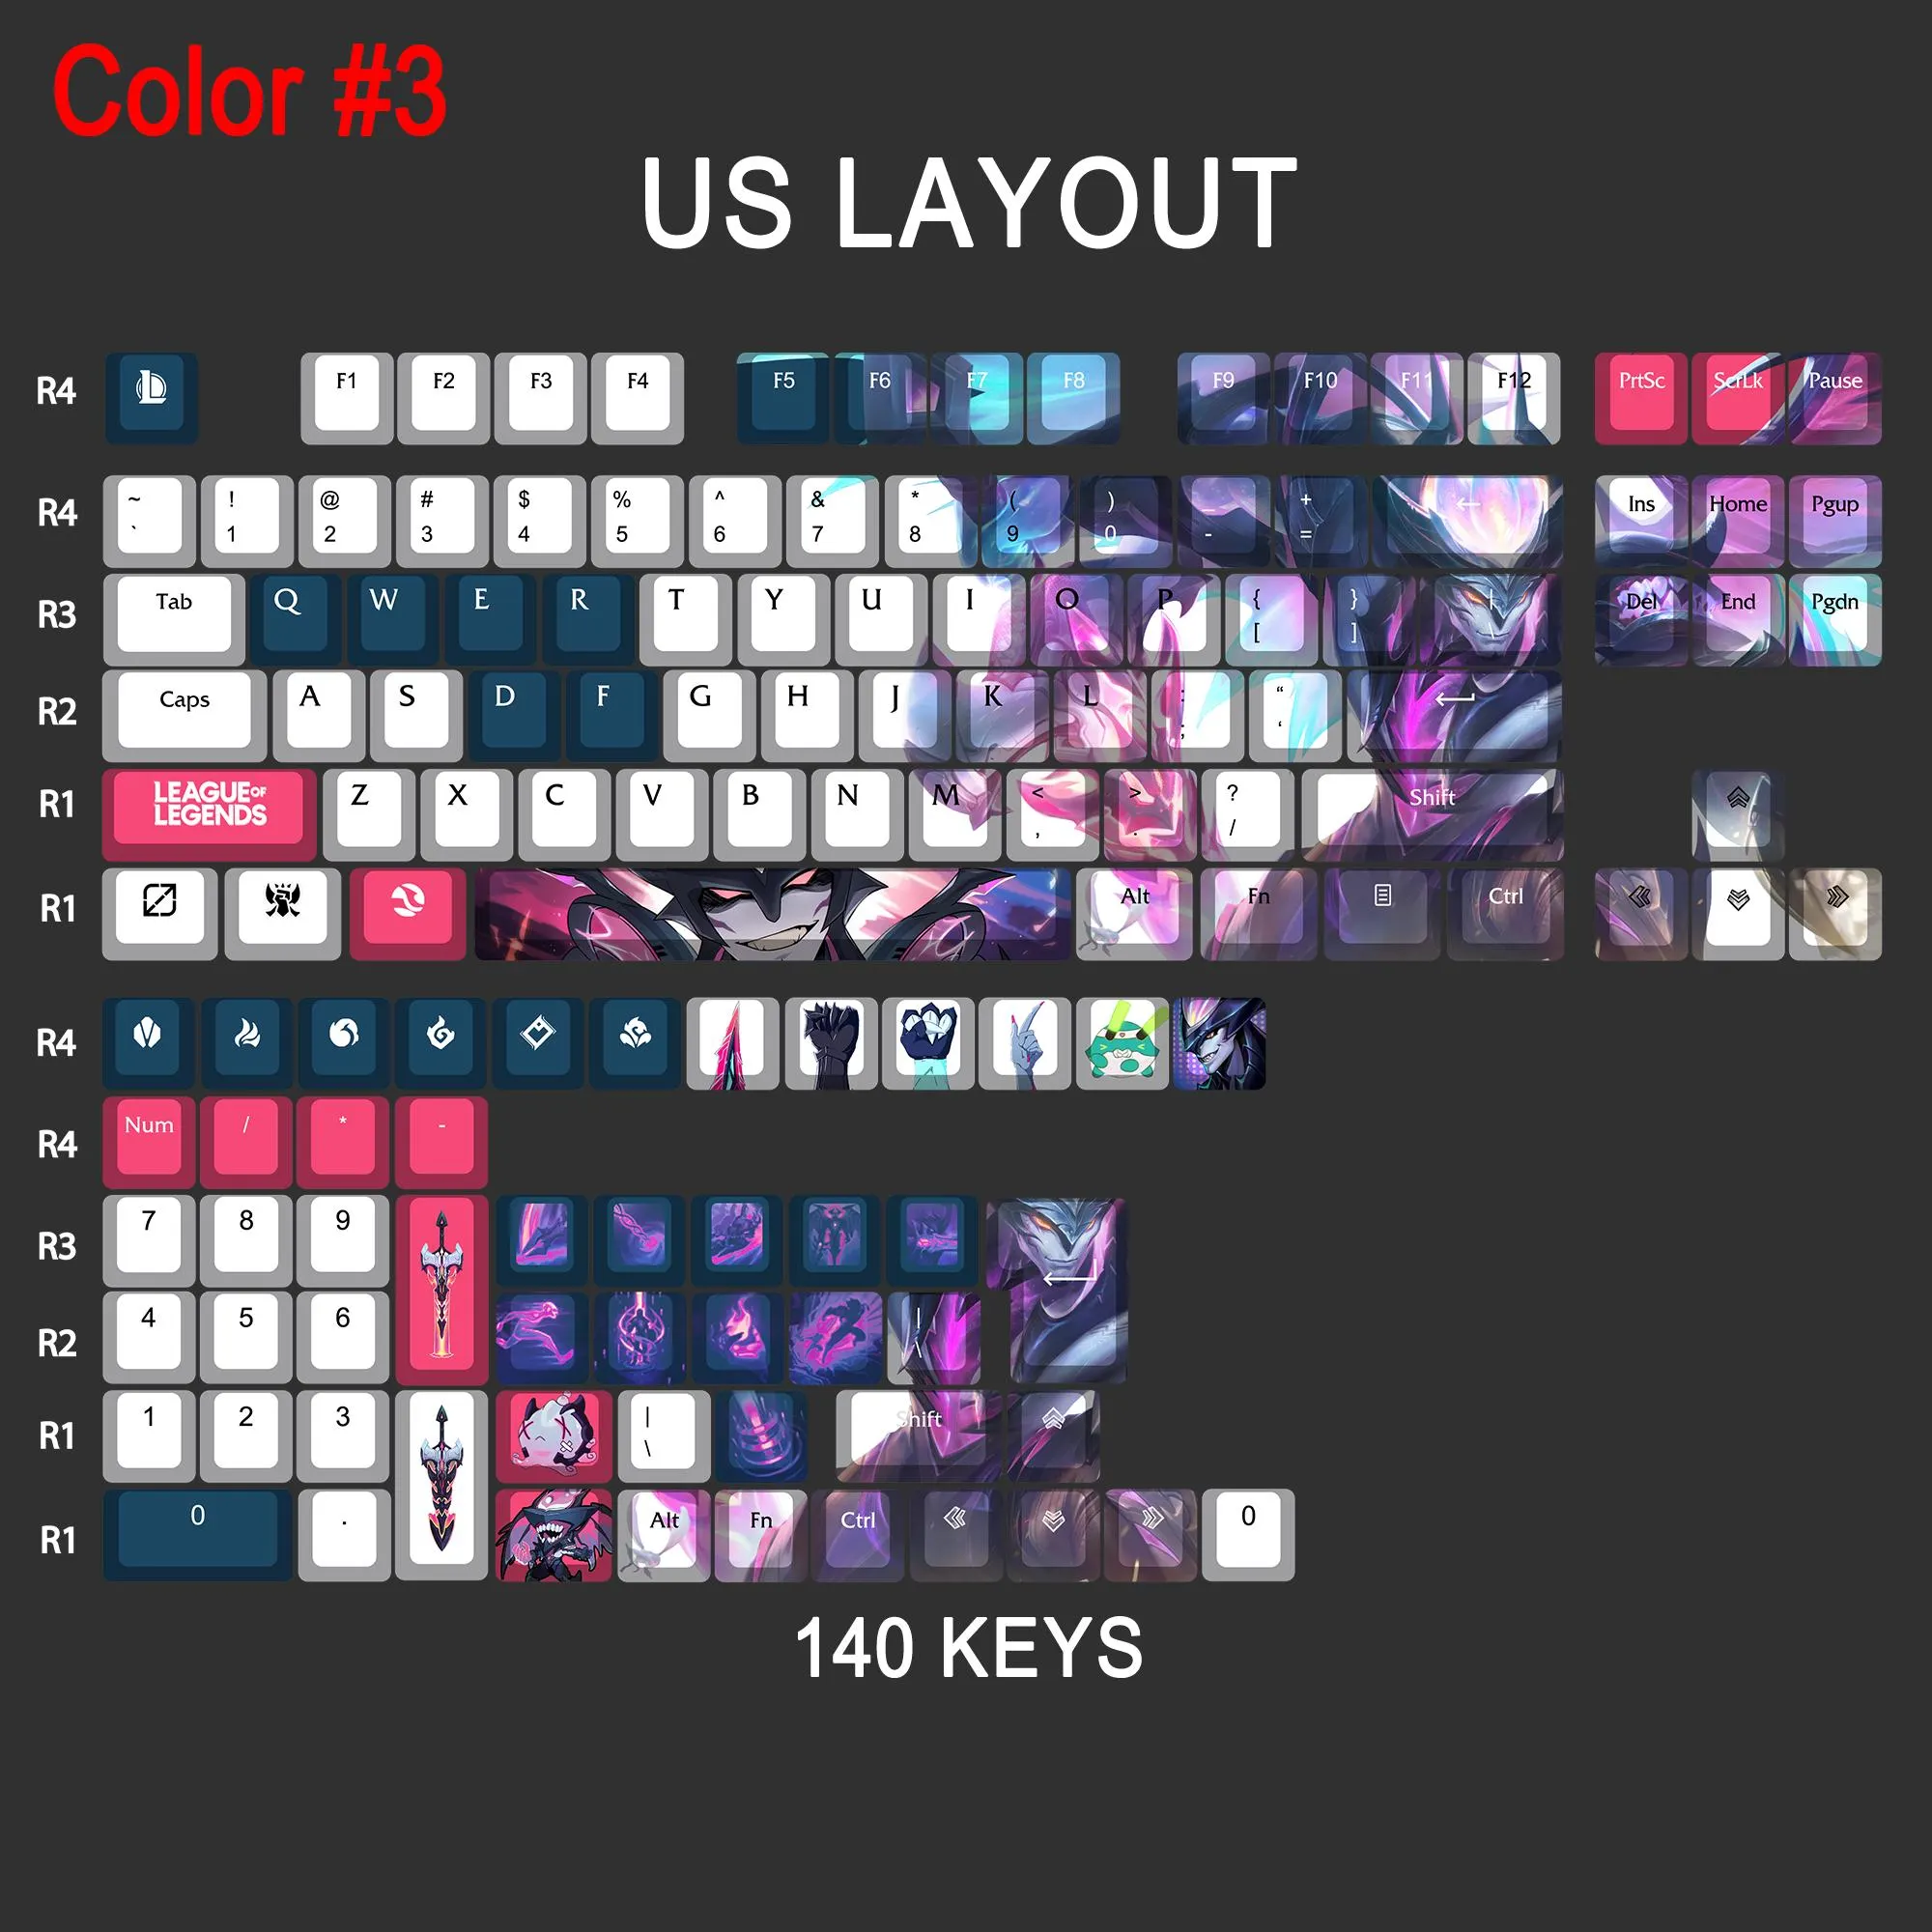 Color #3
US LAYOUT
R4 F1 F2 F3 F4 F5 F6 F7 F8 F9 F10 F11 F12 PrtSc ScrLk Pause
~ ! @ # $ % ^ & * ( ) _ +
R4 ` 1 2 3 4 5 6 7 8 9 0 - = ← Ins Home Pgup
R3 Tab Q W E R T Y U I O P { } | Del End Pgdn
[ ] \
R2 Caps A S D F G H J K L : “
; ‘
R1 LEAGUE OF LEGENDS Z X C V B N M < > ? Shift
, . /
R1 Alt Fn Ctrl
R4
R4 Num / * -
R3 7 8 9
R2 4 5 6 |
\
R1 1 2 3 | Shift
\
R1 0 . Alt Fn Ctrl 0
140 KEYS